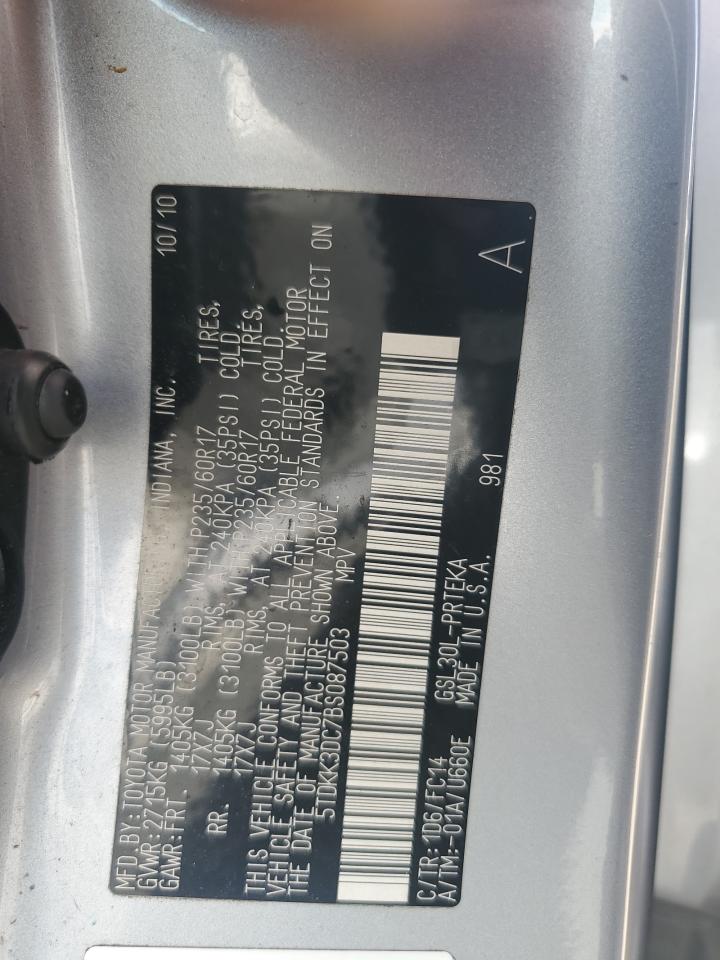 MFD. BY:TOYOTA MOTOR MANUFACTURING INDIANA, INC. 10/10
GVWR:2715KG (5995LB)
GAWR:FRT. 1405KG (3100LB) WITH P235/60R17 TIRES,
17X7J RIMS, AT 240KPA (35PSI) COLD.
RR. 1405KG (3100LB) WITH P235/60R17 TIRES,
17X7J RIMS, AT 240KPA (35PSI) COLD.
THIS VEHICLE CONFORMS TO ALL APPLICABLE FEDERAL MOTOR
VEHICLE SAFETY AND THEFT PREVENTION STANDARDS IN EFFECT ON
THE DATE OF MANUFACTURE SHOWN ABOVE.
5TDKK3DC7BS087503 MPV
C/TR:1D6/FC14 GSL30L-PRTEKA 981 A
A/TM:-01A/U660E MADE IN U.S.A.